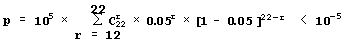 22
p = 10⁵ × Σ C₂₂ʳ × 0.05ʳ × [1 - 0.05 ]²²⁻ʳ < 10⁻⁵
r = 12